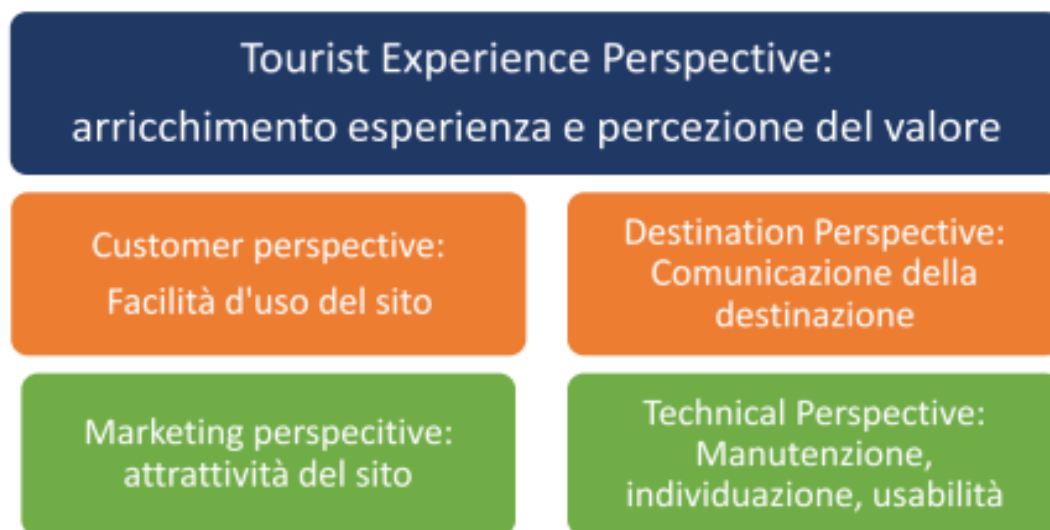 Tourist Experience Perspective:
arricchimento esperienza e percezione del valore
Customer perspective:
Facilità d'uso del sito
Destination Perspective:
Comunicazione della
destinazione
Marketing perspecitive:
attrattività del sito
Technical Perspective:
Manutenzione,
individuazione, usabilità